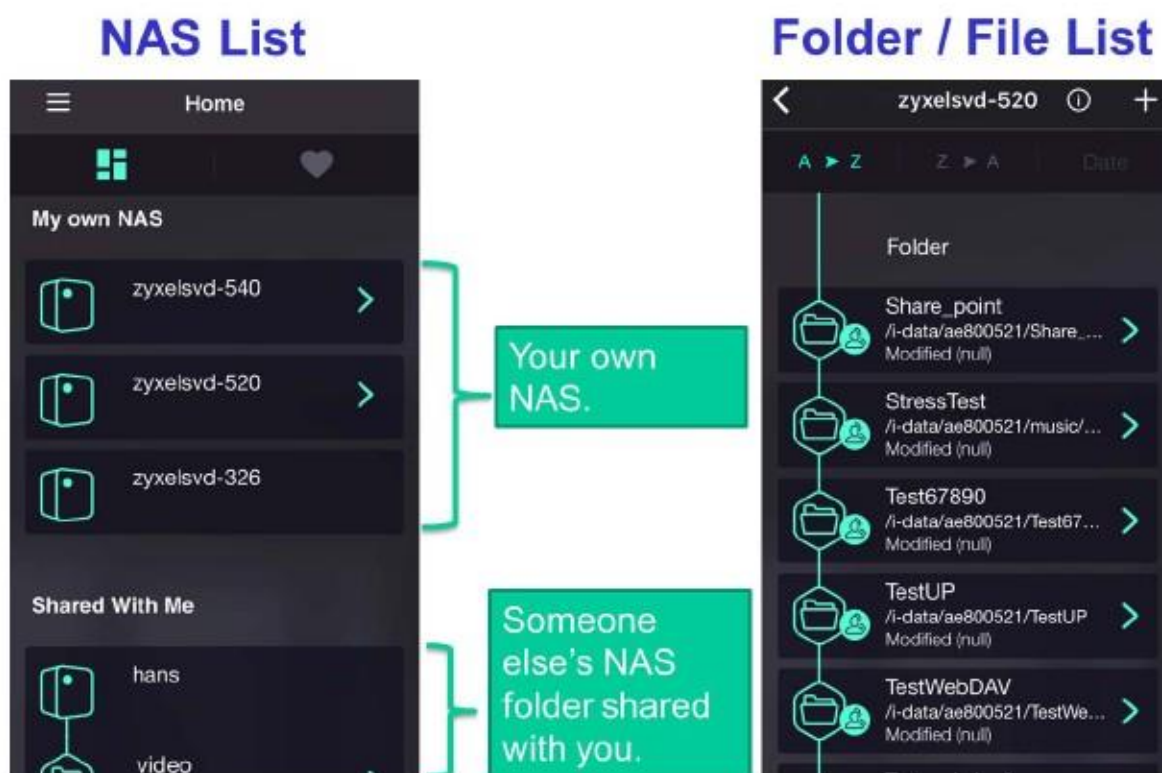 NAS List
Home
My own NAS
zyxelsvd-540
zyxelsvd-520
zyxelsvd-326
Your own
NAS.
Shared With Me
hans
video
Someone
else's NAS
folder shared
with you.
Folder / File List
zyxelsvd-520
A ➤ Z
Z ➤ A
Date
Folder
Share_point
/i-data/ae800521/Share_...
Modified (null)
StressTest
/i-data/ae800521/music/...
Modified (null)
Test67890
/i-data/ae800521/Test67...
Modified (null)
TestUP
/i-data/ae800521/TestUP
Modified (null)
TestWebDAV
/i-data/ae800521/TestWe...
Modified (null)